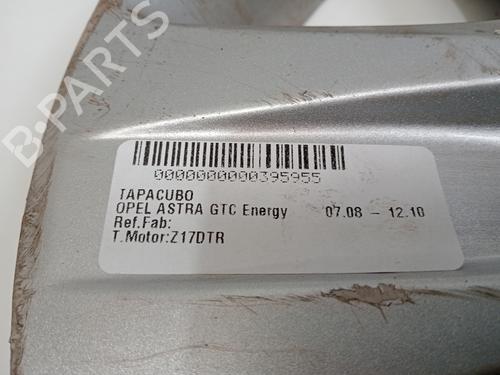 B-PARTS
0000000000395955
TAPACUBO
OPEL ASTRA GTC Energy 07.08 - 12.10
Ref.Fab:
T.Motor:Z17DTR